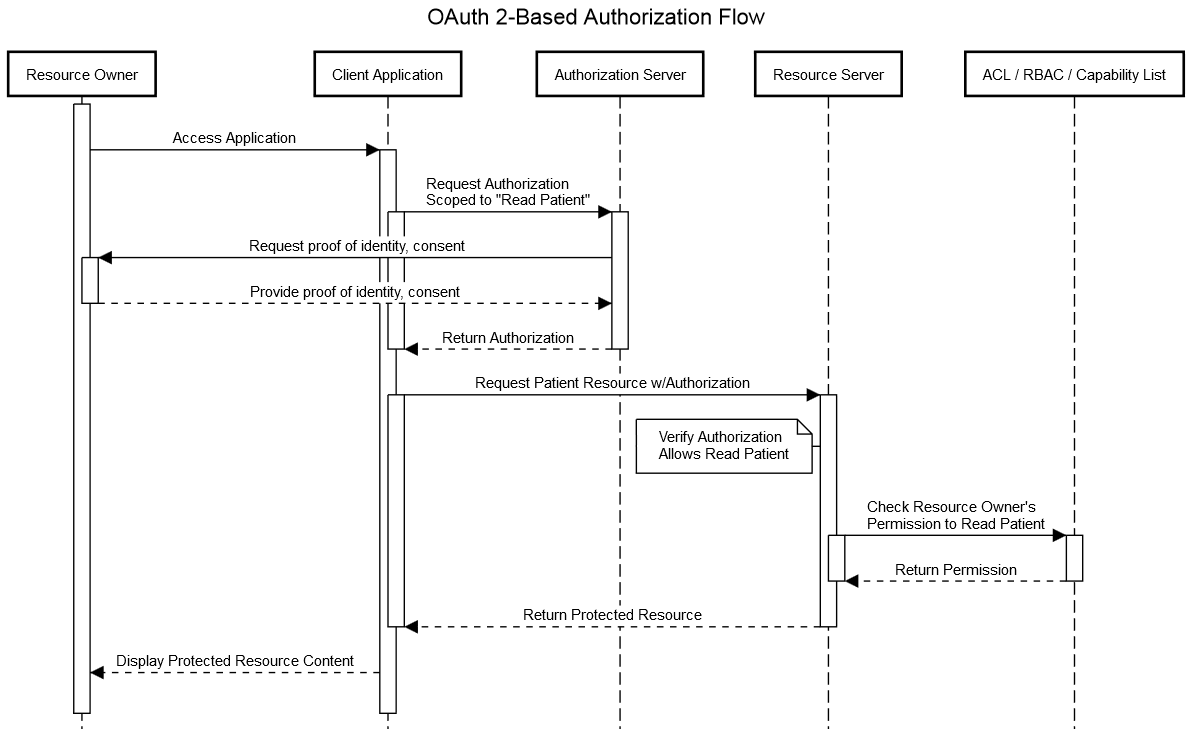 OAuth 2-Based Authorization Flow
Resource Owner
Client Application
Authorization Server
Resource Server
ACL / RBAC / Capability List
Access Application
Request Authorization
Scoped to "Read Patient"
Request proof of identity, consent
Provide proof of identity, consent
Return Authorization
Request Patient Resource w/Authorization
Verify Authorization
Allows Read Patient
Check Resource Owner's
Permission to Read Patient
Return Permission
Return Protected Resource
Display Protected Resource Content